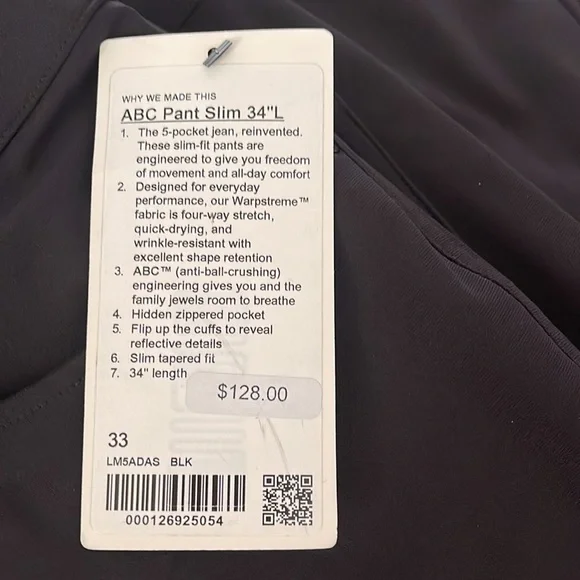 WHY WE MADE THIS
ABC Pant Slim 34"L
1. The 5-pocket jean, reinvented.
These slim-fit pants are
engineered to give you freedom
of movement and all-day comfort
2. Designed for everyday
performance, our Warpstreme™
fabric is four-way stretch,
quick-drying, and
wrinkle-resistant with
excellent shape retention
3. ABC™ (anti-ball-crushing)
engineering gives you and the
family jewels room to breathe
4. Hidden zippered pocket
5. Flip up the cuffs to reveal
reflective details
6. Slim tapered fit
7. 34" length
$128.00
33
LM5ADAS BLK
000126925054